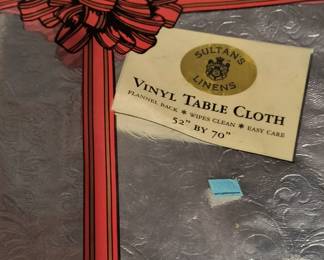 SULTAN'S
LINENS
VINYL TABLE CLOTH
FLANNEL BACK * WIPES CLEAN * EASY CARE
52" BY 70"